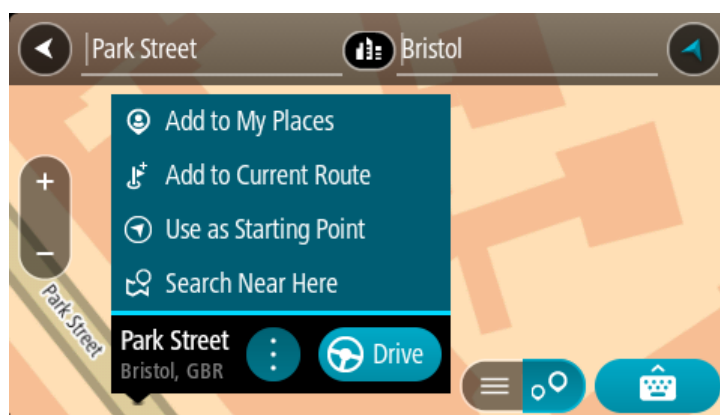 Park Street
Bristol
Add to My Places
Add to Current Route
Use as Starting Point
Search Near Here
Park Street
Park Street
Bristol, GBR
Drive